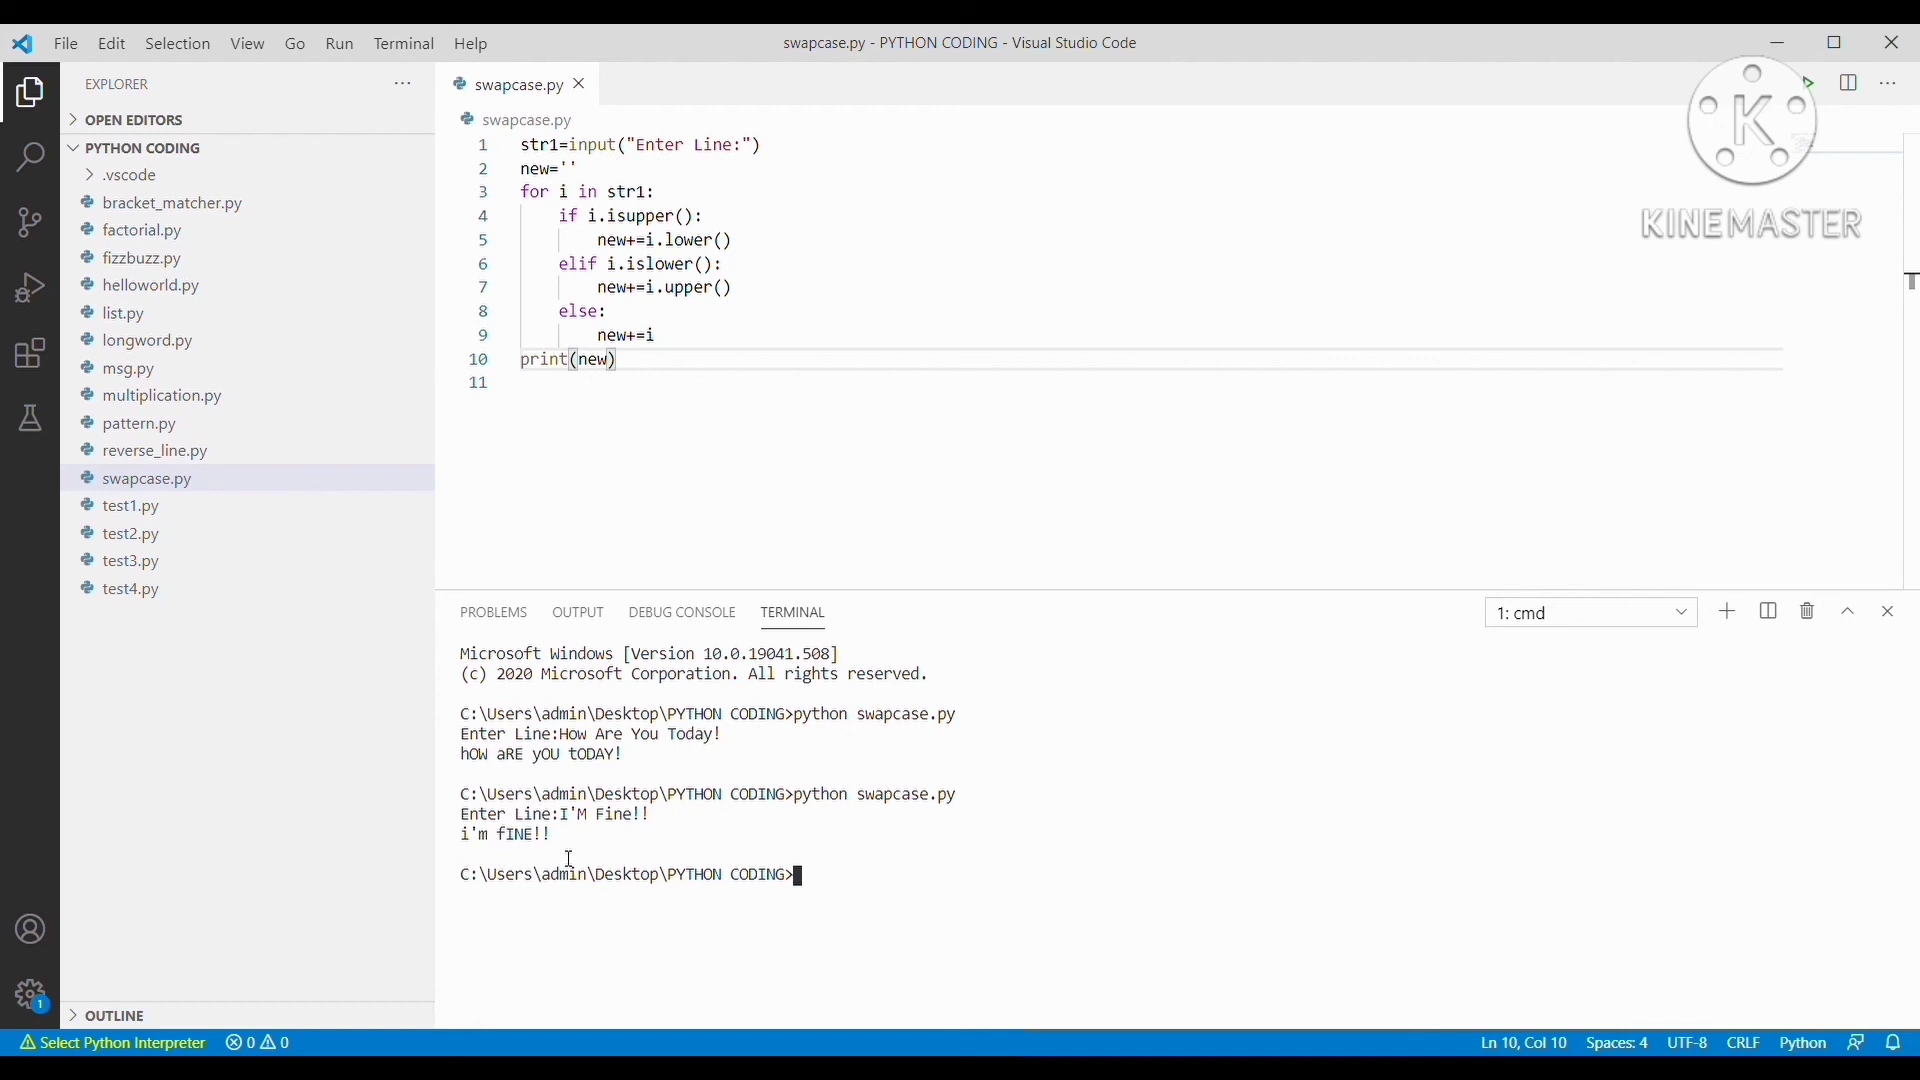 File Edit Selection View Go Run Terminal Help
swapcase.py - PYTHON CODING - Visual Studio Code
EXPLORER
OPEN EDITORS
PYTHON CODING
.vscode
bracket_matcher.py
factorial.py
fizzbuzz.py
helloworld.py
list.py
longword.py
msg.py
multiplication.py
pattern.py
reverse_line.py
swapcase.py
test1.py
test2.py
test3.py
test4.py
OUTLINE
swapcase.py
swapcase.py
1 str1=input("Enter Line:")
2 new=''
3 for i in str1:
4 if i.isupper():
5 new+=i.lower()
6 elif i.islower():
7 new+=i.upper()
8 else:
9 new+=i
10 print(new)
11
K
KINEMASTER
PROBLEMS OUTPUT DEBUG CONSOLE TERMINAL
1: cmd
Microsoft Windows [Version 10.0.19041.508]
(c) 2020 Microsoft Corporation. All rights reserved.
C:\Users\admin\Desktop\PYTHON CODING>python swapcase.py
Enter Line:How Are You Today!
hOW aRE yOU tODAY!
C:\Users\admin\Desktop\PYTHON CODING>python swapcase.py
Enter Line:I'M Fine!!
i'm fINE!!
C:\Users\admin\Desktop\PYTHON CODING>
1
Select Python Interpreter 0 0
Ln 10, Col 10 Spaces: 4 UTF-8 CRLF Python